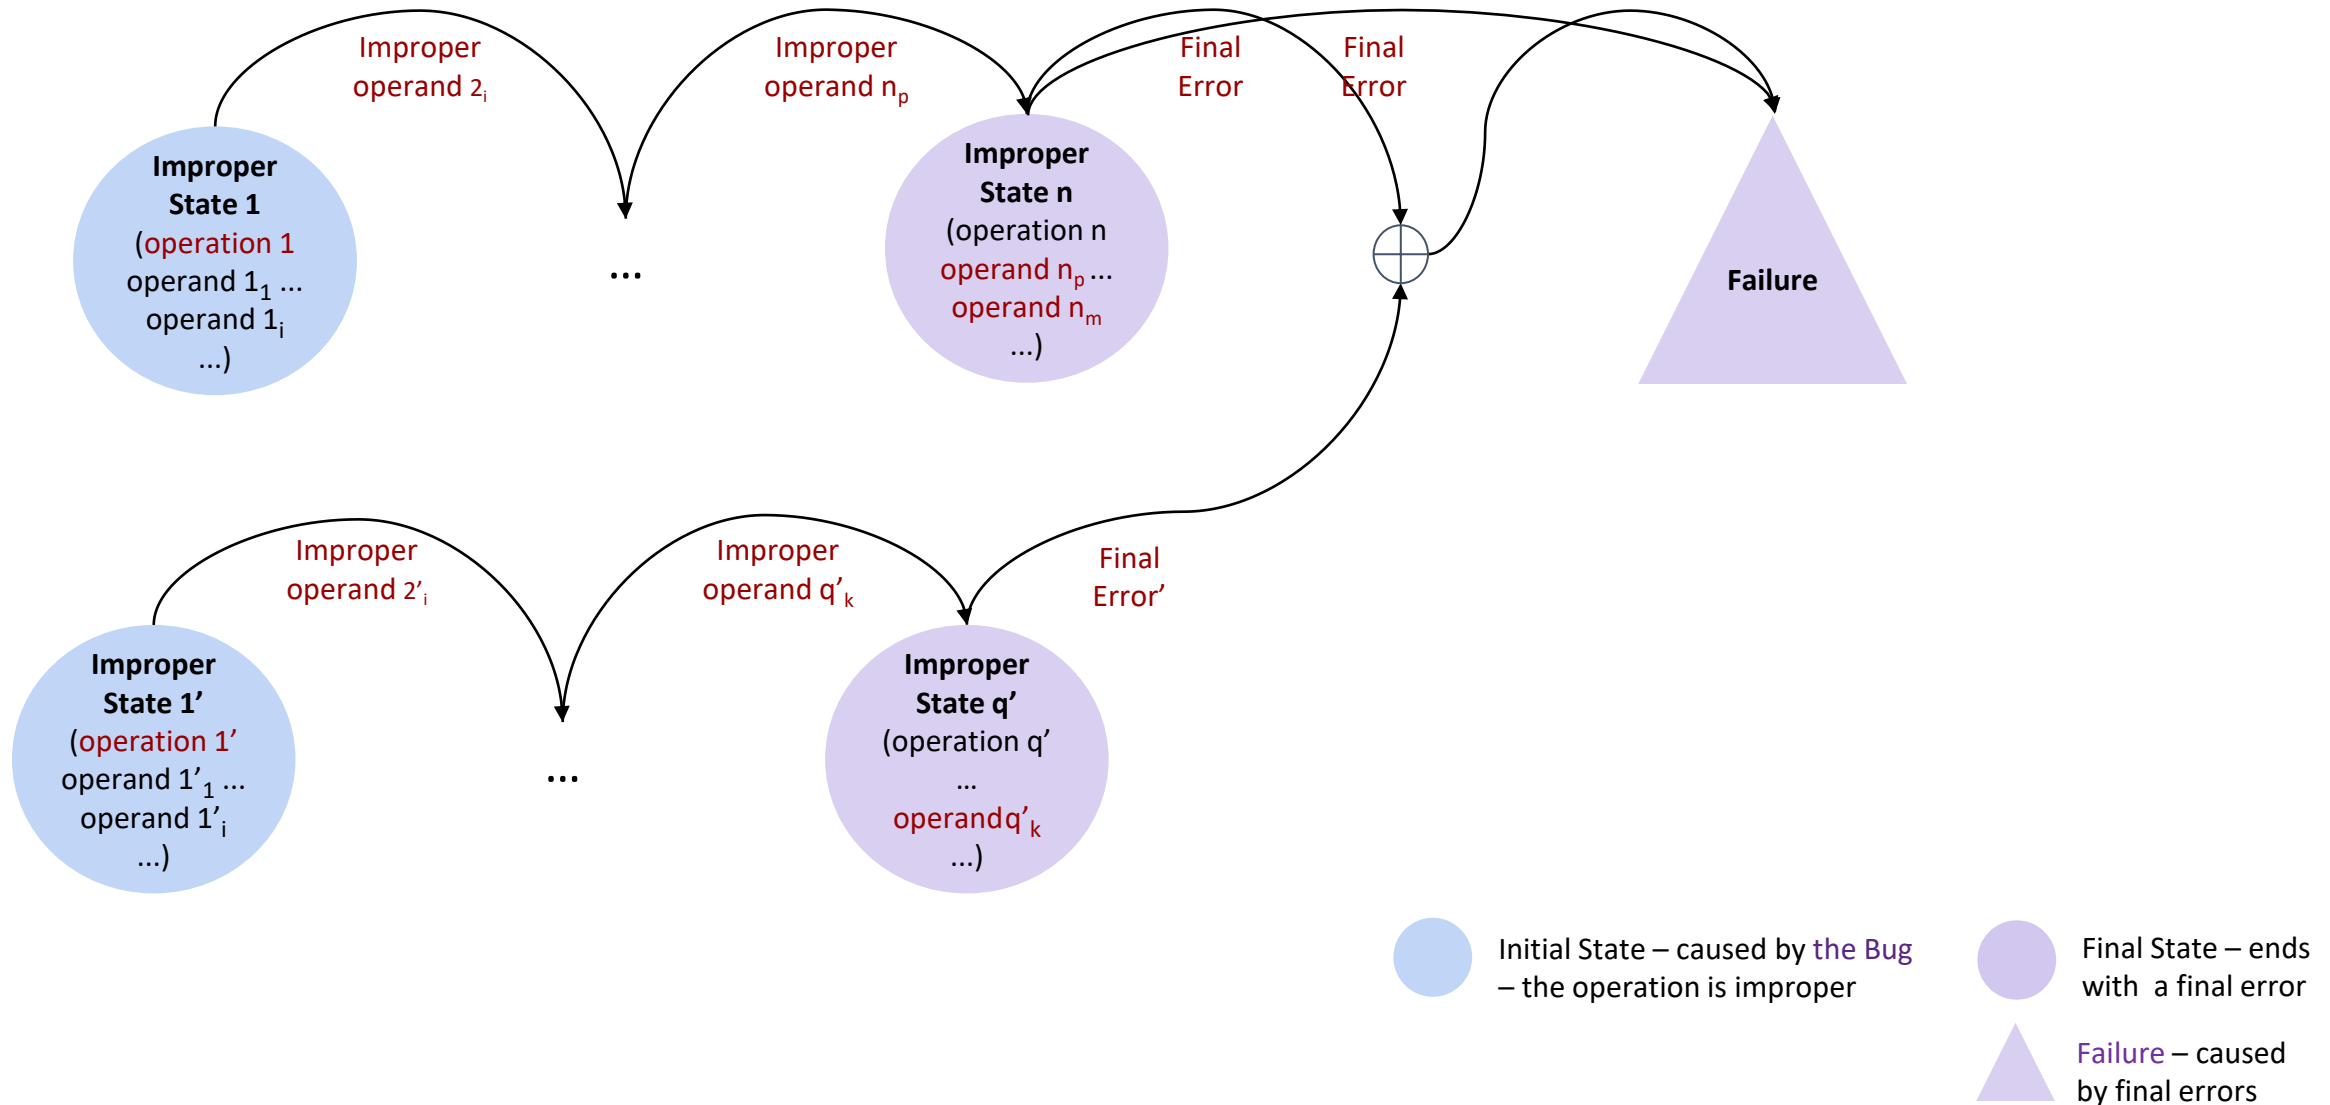 Improper
operand 2i
Improper
operand np
Final
Error
Final
Error
Improper
State 1
(operation 1
operand 11 ...
operand 1i
...)
...
Improper
State n
(operation n
operand np ...
operand nm
...)
Failure
Improper
operand 2’i
Improper
operand q’k
Final
Error’
Improper
State 1’
(operation 1'
operand 1’1 ...
operand 1’i
...)
...
Improper
State q’
(operation q'
...
operand q’k
...)
Initial State – caused by the Bug
– the operation is improper
Final State – ends
with a final error
Failure – caused
by final errors